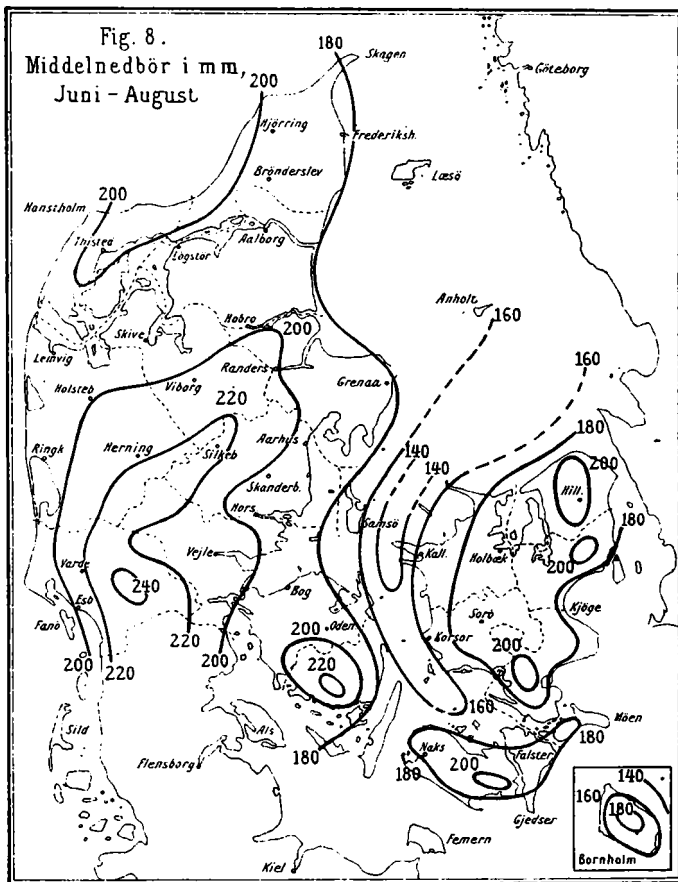 Fig. 8.
Middelnedbör i mm,
Juni – August
180
Skagen
Göteborg
200
Hjörring
Frederiksh.
Brönderslev
Læsö
200
Hanstholm
Thisted
Aalborg
Logstör
Anholt
Hobro
200
160
Skive
Lemvig
Randers
160
Viborg
Grenaa
Holsteb
220
180
Aarhus
140
Herning
Silkeb
140
Ringk
200
Skanderb.
Hill.
Hors
Samsö
180
Vejle
Kall.
Holbæk
200
Varde
240
Bog
Esb
Kjöge
Fanö
200
Oden.
Sorö
220
200
Korsor
200
200
220
220
160
Möen
Sild
Als
180
Naks
Falster
180
Flensborg
180
200
140
160
Gjedser
180
Femern
Bornholm
Kiel